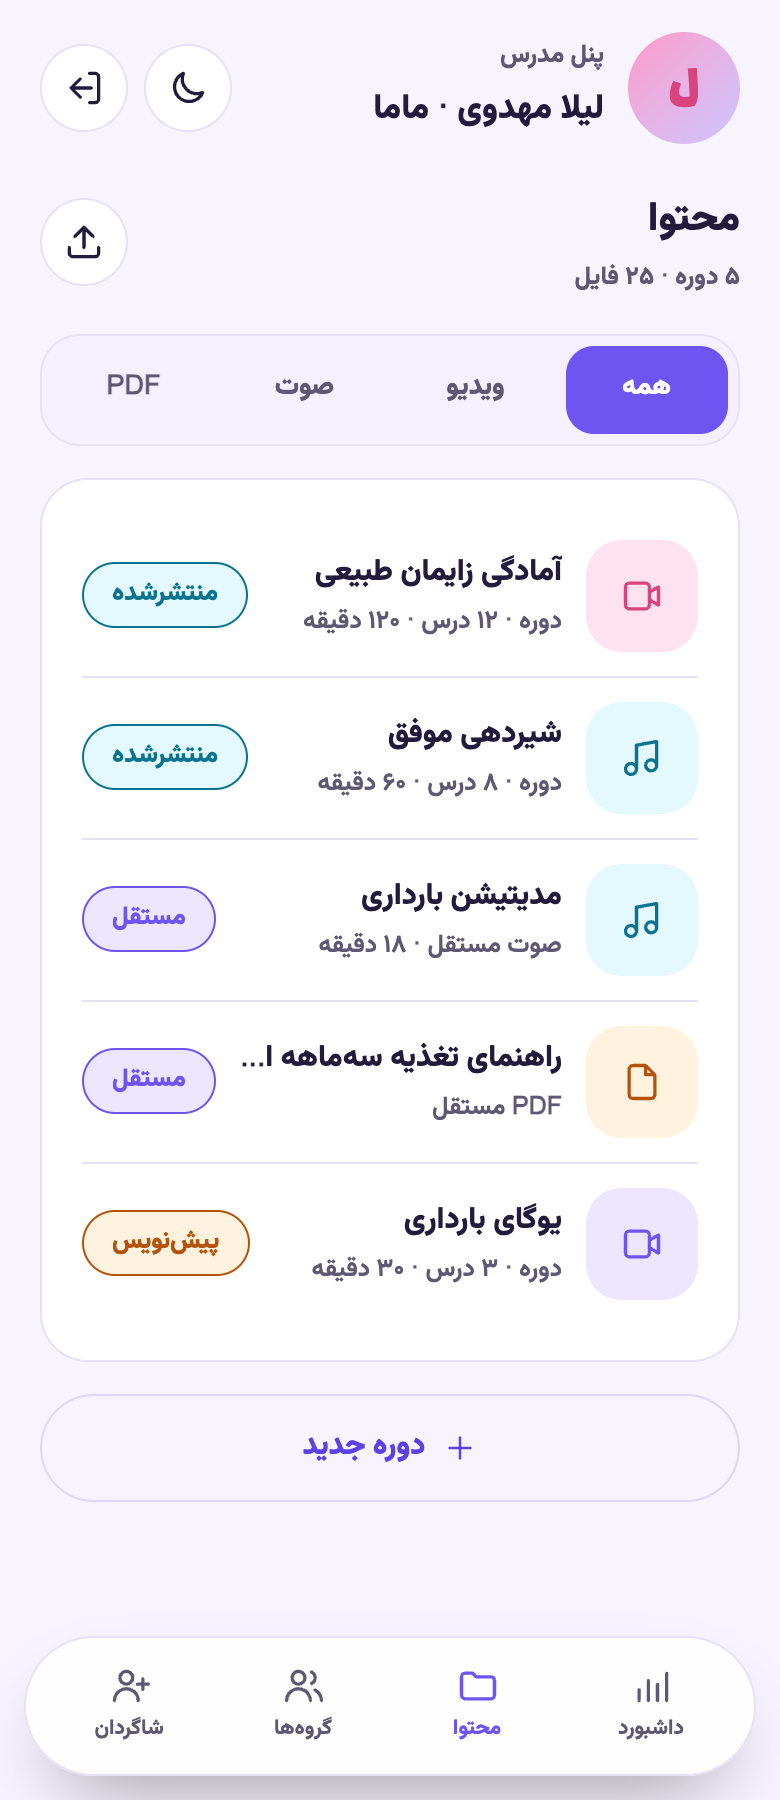 ل
پنل مدرس
لیلا مهدوی · ماما
محتوا
۵ دوره · ۲۵ فایل
همه
ویدیو
صوت
PDF
آمادگی زایمان طبیعی
دوره · ۱۲ درس · ۱۲۰ دقیقه
منتشرشده
شیردهی موفق
دوره · ۸ درس · ۶۰ دقیقه
منتشرشده
مدیتیشن بارداری
صوت مستقل · ۱۸ دقیقه
مستقل
راهنمای تغذیه سه‌ماهه ا...
PDF مستقل
مستقل
یوگای بارداری
دوره · ۳ درس · ۳۰ دقیقه
پیش‌نویس
دوره جدید
داشبورد
محتوا
گروه‌ها
شاگردان